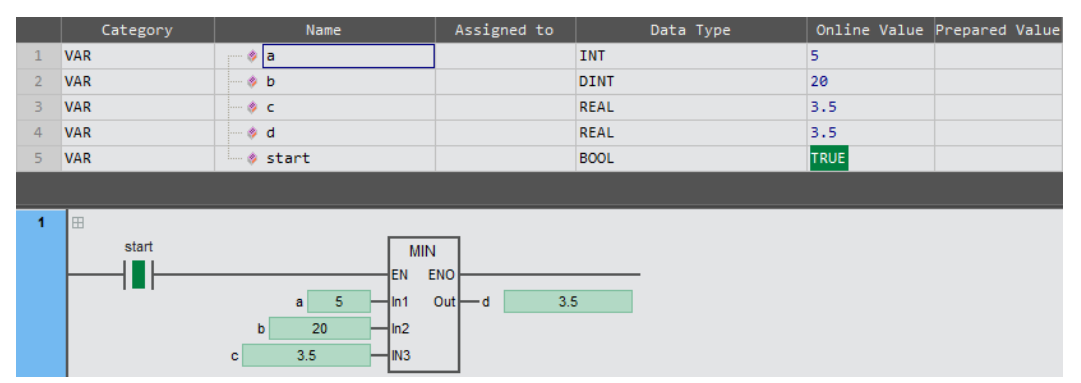 Category Name Assigned to Data Type Online Value Prepared Value
1 VAR a INT 5
2 VAR b DINT 20
3 VAR c REAL 3.5
4 VAR d REAL 3.5
5 VAR start BOOL TRUE
1
start
MIN
EN ENO
a 5 In1 Out d 3.5
b 20 In2
c 3.5 IN3